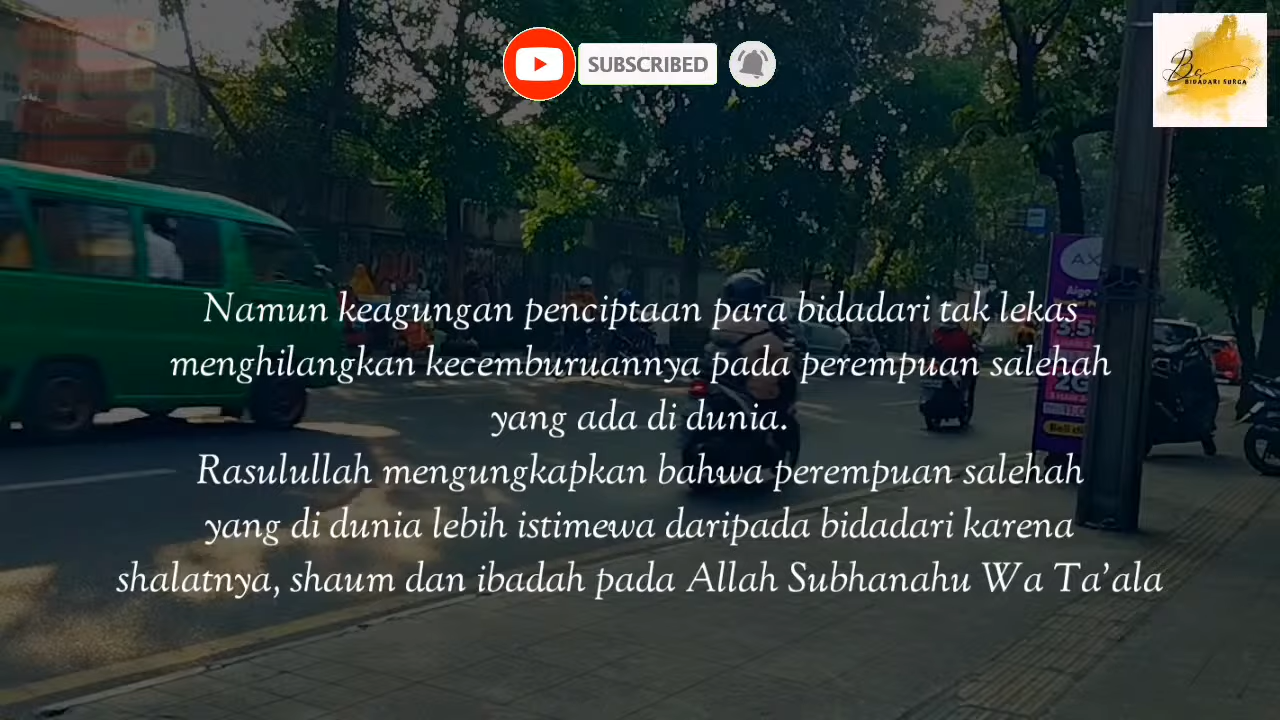 SUBSCRIBED
BIDADARI SURGA
Namun keagungan penciptaan para bidadari tak lekas
menghilangkan kecemburuannya pada perempuan salehah
yang ada di dunia.
Rasulullah mengungkapkan bahwa perempuan salehah
yang di dunia lebih istimewa daripada bidadari karena
shalatnya, shaum dan ibadah pada Allah Subhanahu Wa Ta'ala